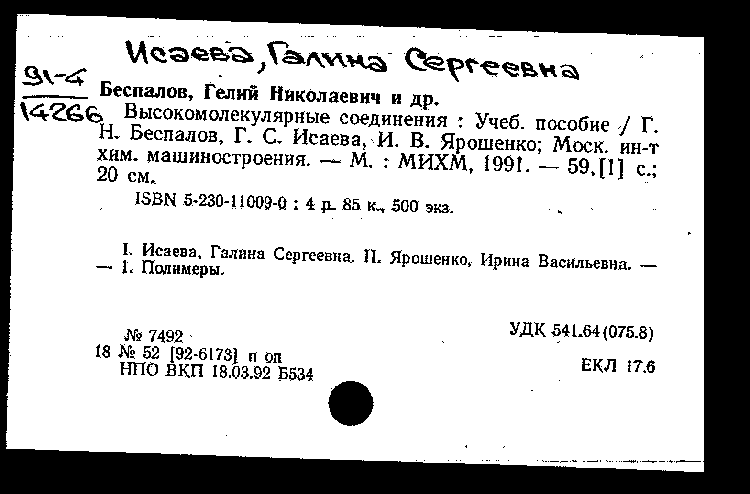 Исаева, Галина Сергеевна
91-4
14266
Беспалов, Гелий Николаевич и др.
Высокомолекулярные соединения : Учеб. пособие / Г.
Н. Беспалов, Г. С. Исаева, И. В. Ярошенко; Моск. ин-т
хим. машиностроения. — М. : МИХМ, 1991. — 59,[1] с.;
20 см.
ISBN 5-230-11009-0 : 4 р. 85 к., 500 экз.
I. Исаева, Галина Сергеевна. II. Ярошенко, Ирина Васильевна. —
— 1. Полимеры.
№ 7492
УДК 541.64(075.8)
18 № 52 [92-6173] п оп
ЕКЛ 17.6
НПО ВКП 18.03.92 Б534